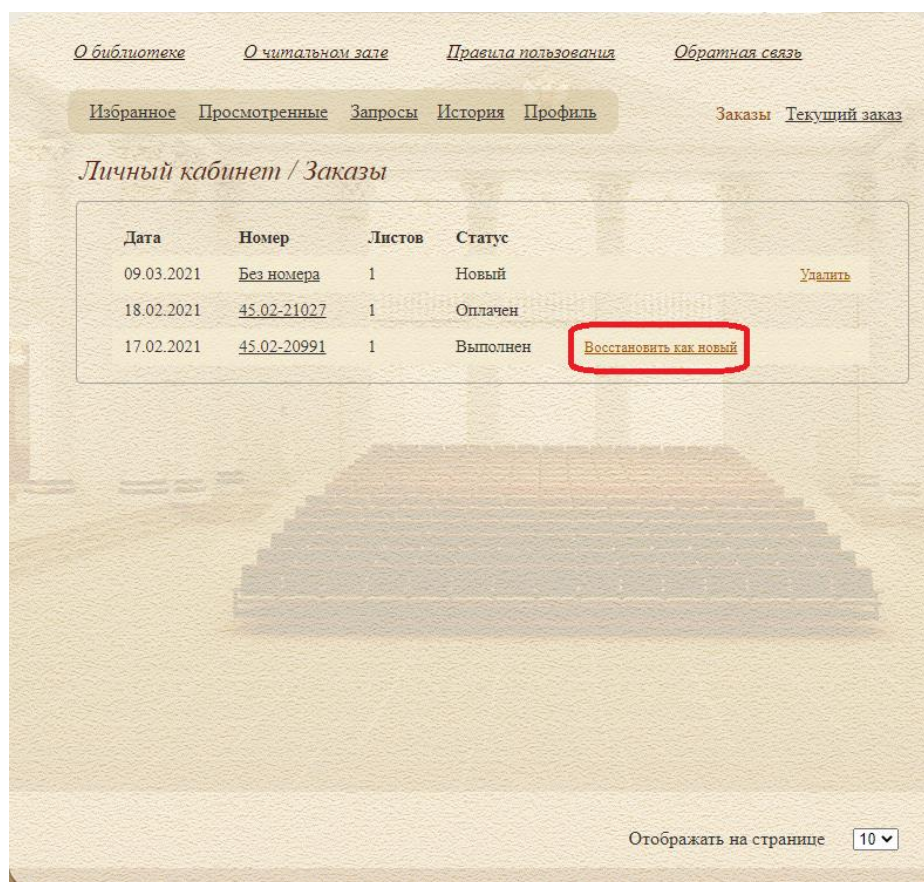 О библиотеке О читальном зале Правила пользования Обратная связь
Избранное Просмотренные Запросы История Профиль Заказы Текущий заказ
Личный кабинет / Заказы
Дата Номер Листов Статус
09.03.2021 Без номера 1 Новый Удалить
18.02.2021 45.02-21027 1 Оплачен
17.02.2021 45.02-20991 1 Выполнен Восстановить как новый
Отображать на странице 10